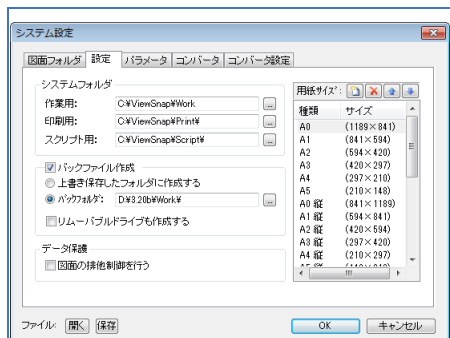 システム設定
図面フォルダ 設定 パラメータ コンバータ コンバータ設定
システムフォルダ
作業用: C:¥ViewSnap¥Work ...
印刷用: C:¥ViewSnap¥Print¥ ...
スクリプト用: C:¥ViewSnap¥Script¥ ...
バックファイル作成
上書き保存したフォルダに作成する
バックフォルダ: D:¥3.20b¥Work¥ ...
リムーバブルドライブも作成する
データ保護
図面の排他制御を行う
用紙サイズ:
種類 サイズ
A0 (1189×841)
A1 (841×594)
A2 (594×420)
A3 (420×297)
A4 (297×210)
A5 (210×148)
A0 縦 (841×1189)
A1 縦 (594×841)
A2 縦 (420×594)
A3 縦 (297×420)
A4 縦 (210×297)
ファイル: 開く 保存
OK キャンセル